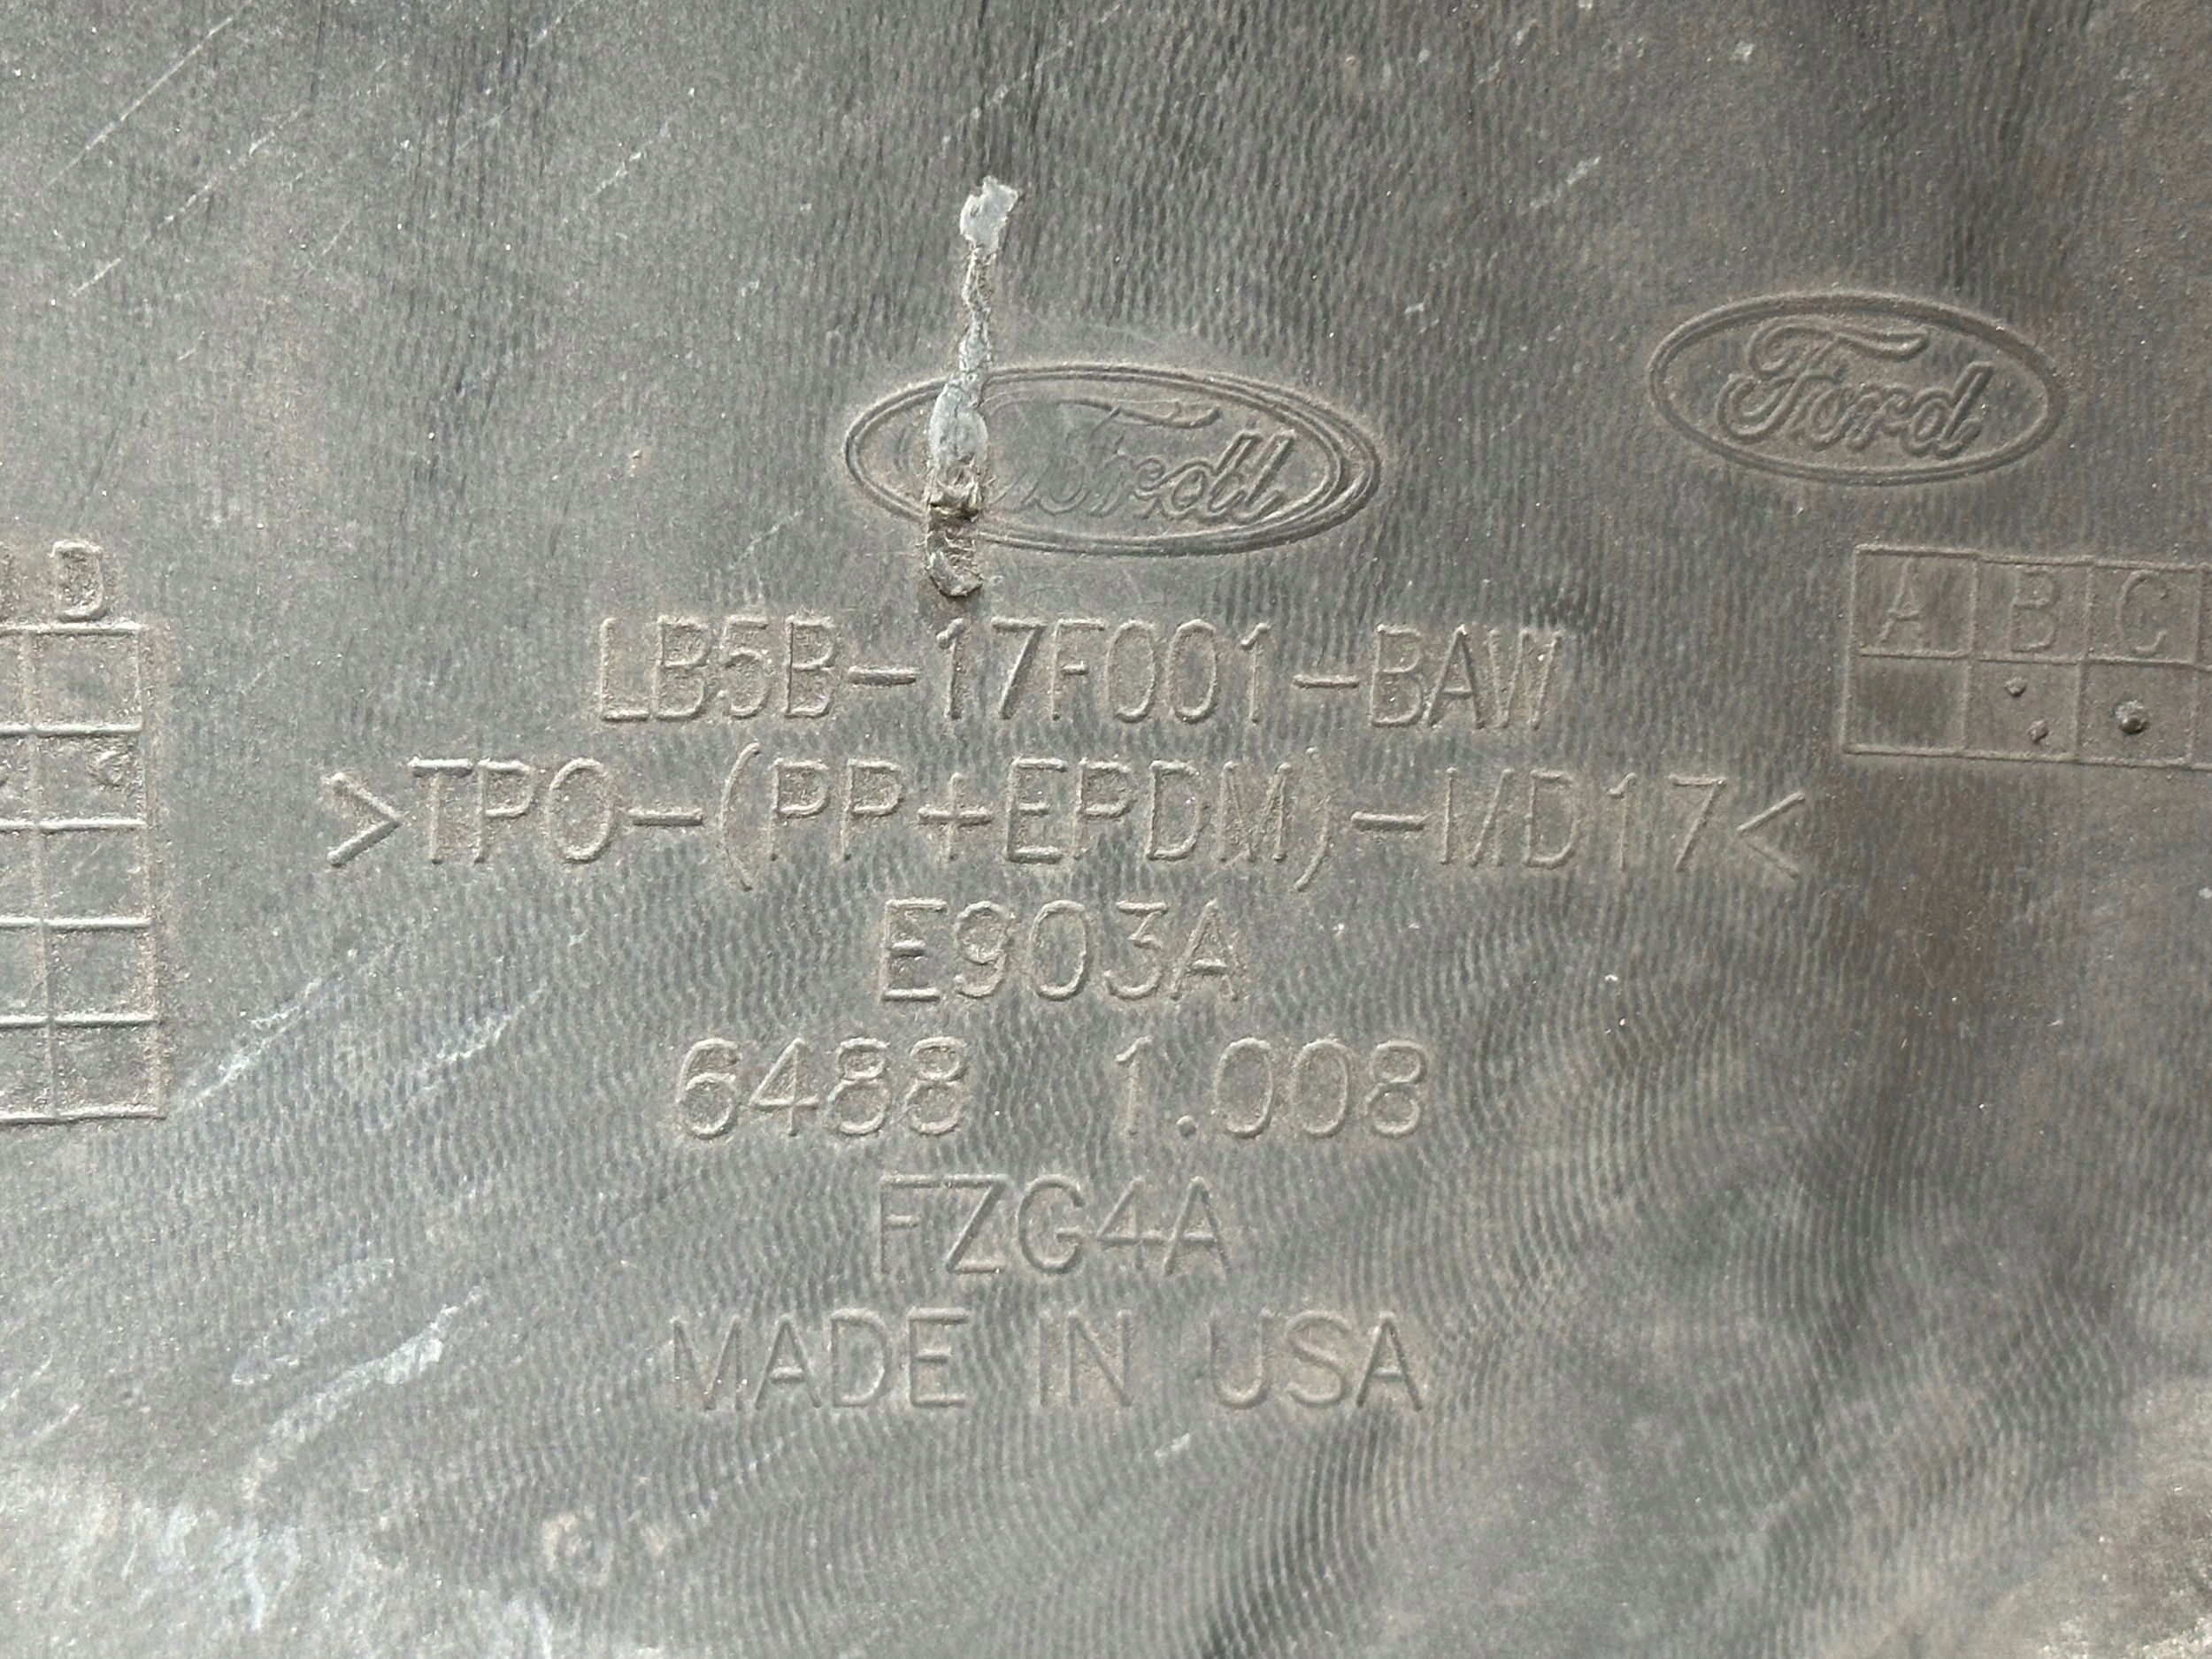 Ford
Ford
D
A B C
LB5B-17F001-BAW
>TPO-(PP+EPDM)-MD17<
E903A
6488 1.008
FZG4A
MADE IN USA